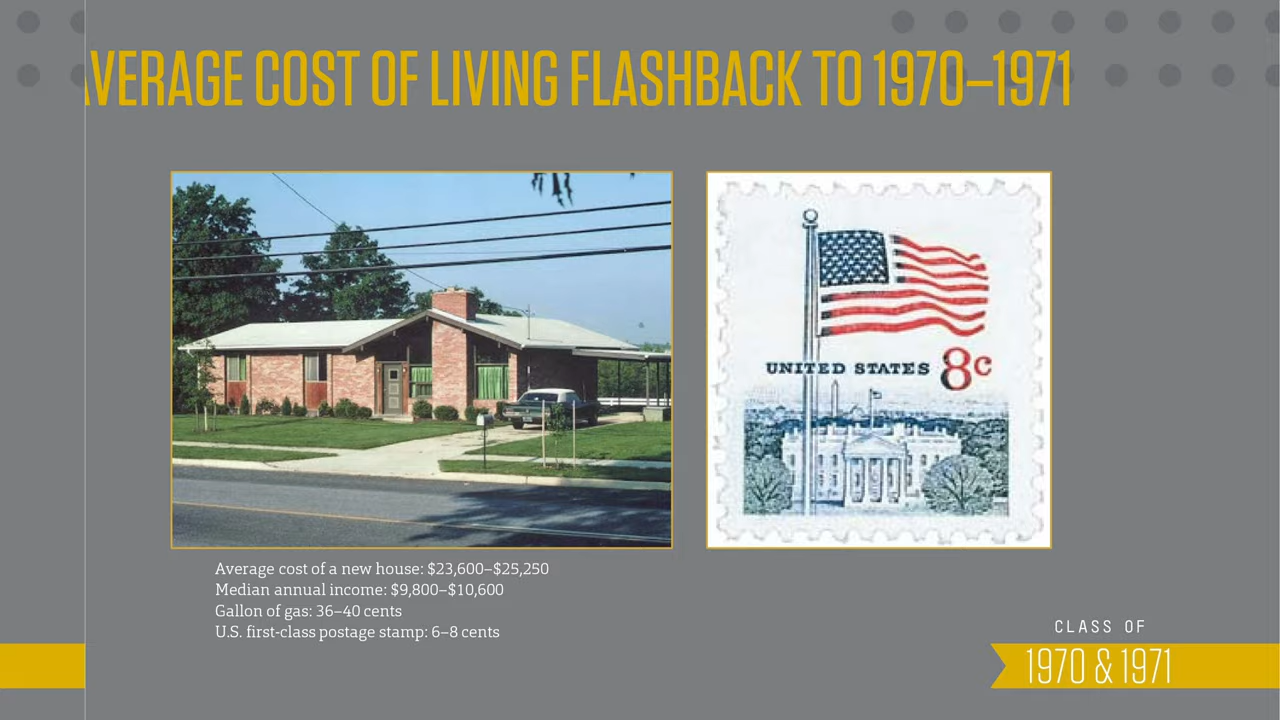 AVERAGE COST OF LIVING FLASHBACK TO 1970–1971
UNITED STATES 8c
Average cost of a new house: $23,600–$25,250
Median annual income: $9,800–$10,600
Gallon of gas: 36–40 cents
U.S. first-class postage stamp: 6–8 cents
CLASS OF
1970 & 1971